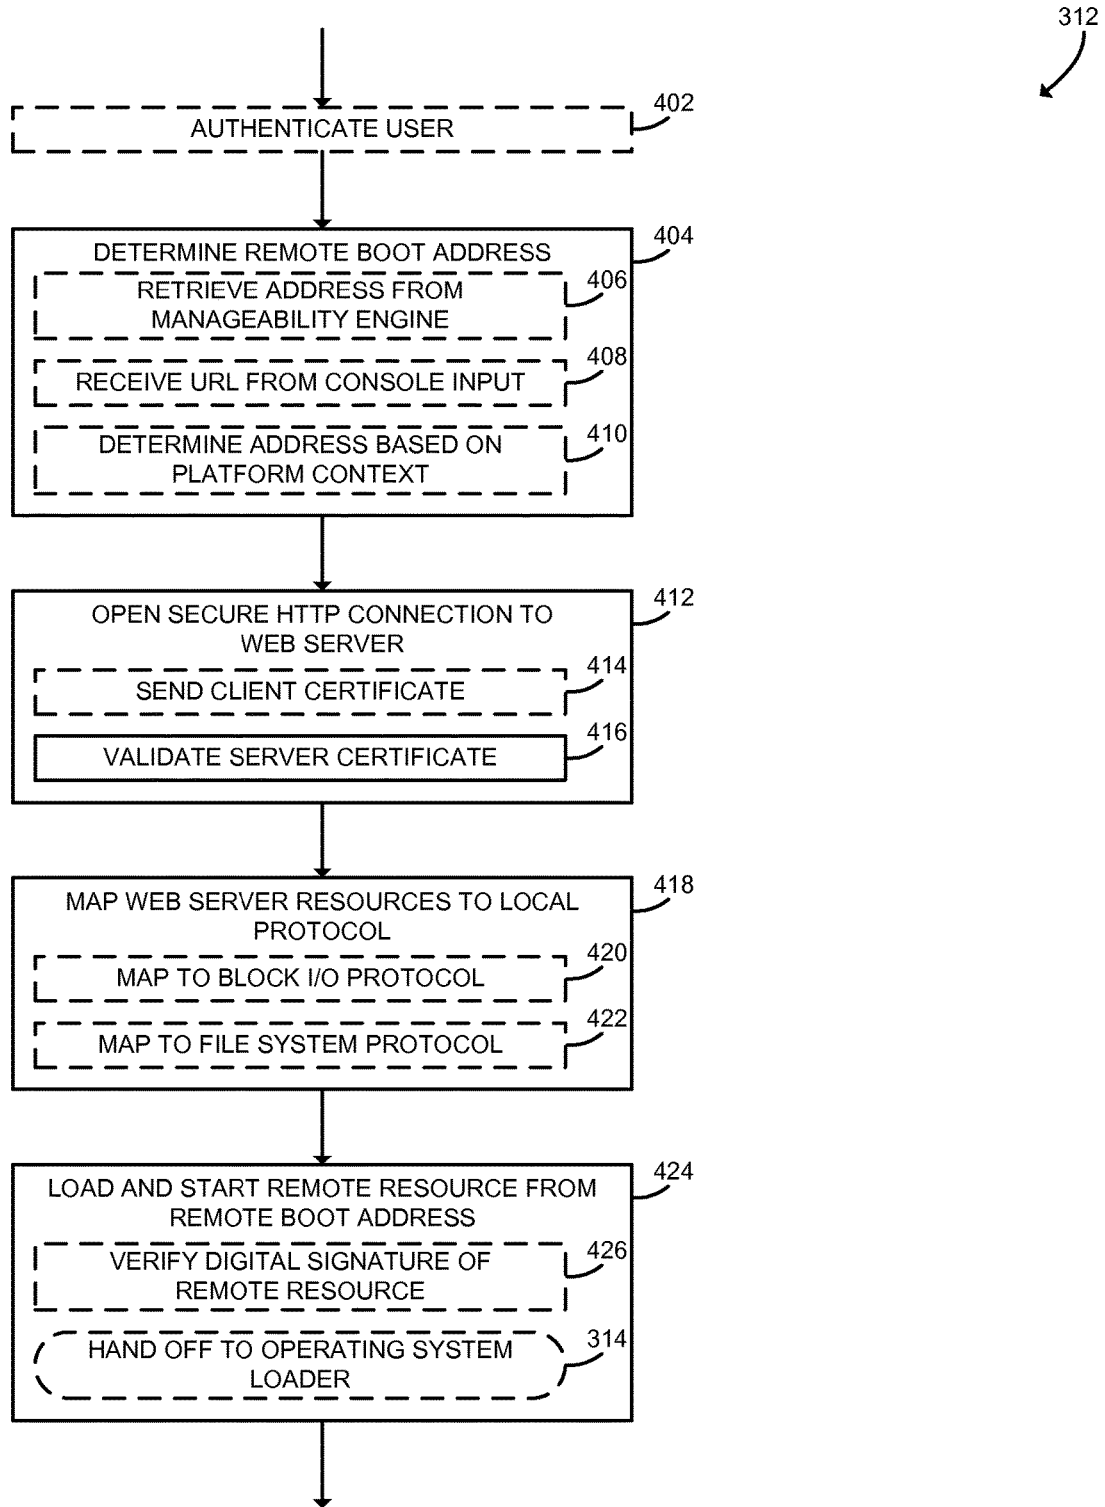 312
402
AUTHENTICATE USER
404
DETERMINE REMOTE BOOT ADDRESS
406
RETRIEVE ADDRESS FROM
MANAGEABILITY ENGINE
408
RECEIVE URL FROM CONSOLE INPUT
410
DETERMINE ADDRESS BASED ON
PLATFORM CONTEXT
412
OPEN SECURE HTTP CONNECTION TO
WEB SERVER
414
SEND CLIENT CERTIFICATE
416
VALIDATE SERVER CERTIFICATE
418
MAP WEB SERVER RESOURCES TO LOCAL
PROTOCOL
420
MAP TO BLOCK I/O PROTOCOL
422
MAP TO FILE SYSTEM PROTOCOL
424
LOAD AND START REMOTE RESOURCE FROM
REMOTE BOOT ADDRESS
426
VERIFY DIGITAL SIGNATURE OF
REMOTE RESOURCE
314
HAND OFF TO OPERATING SYSTEM
LOADER